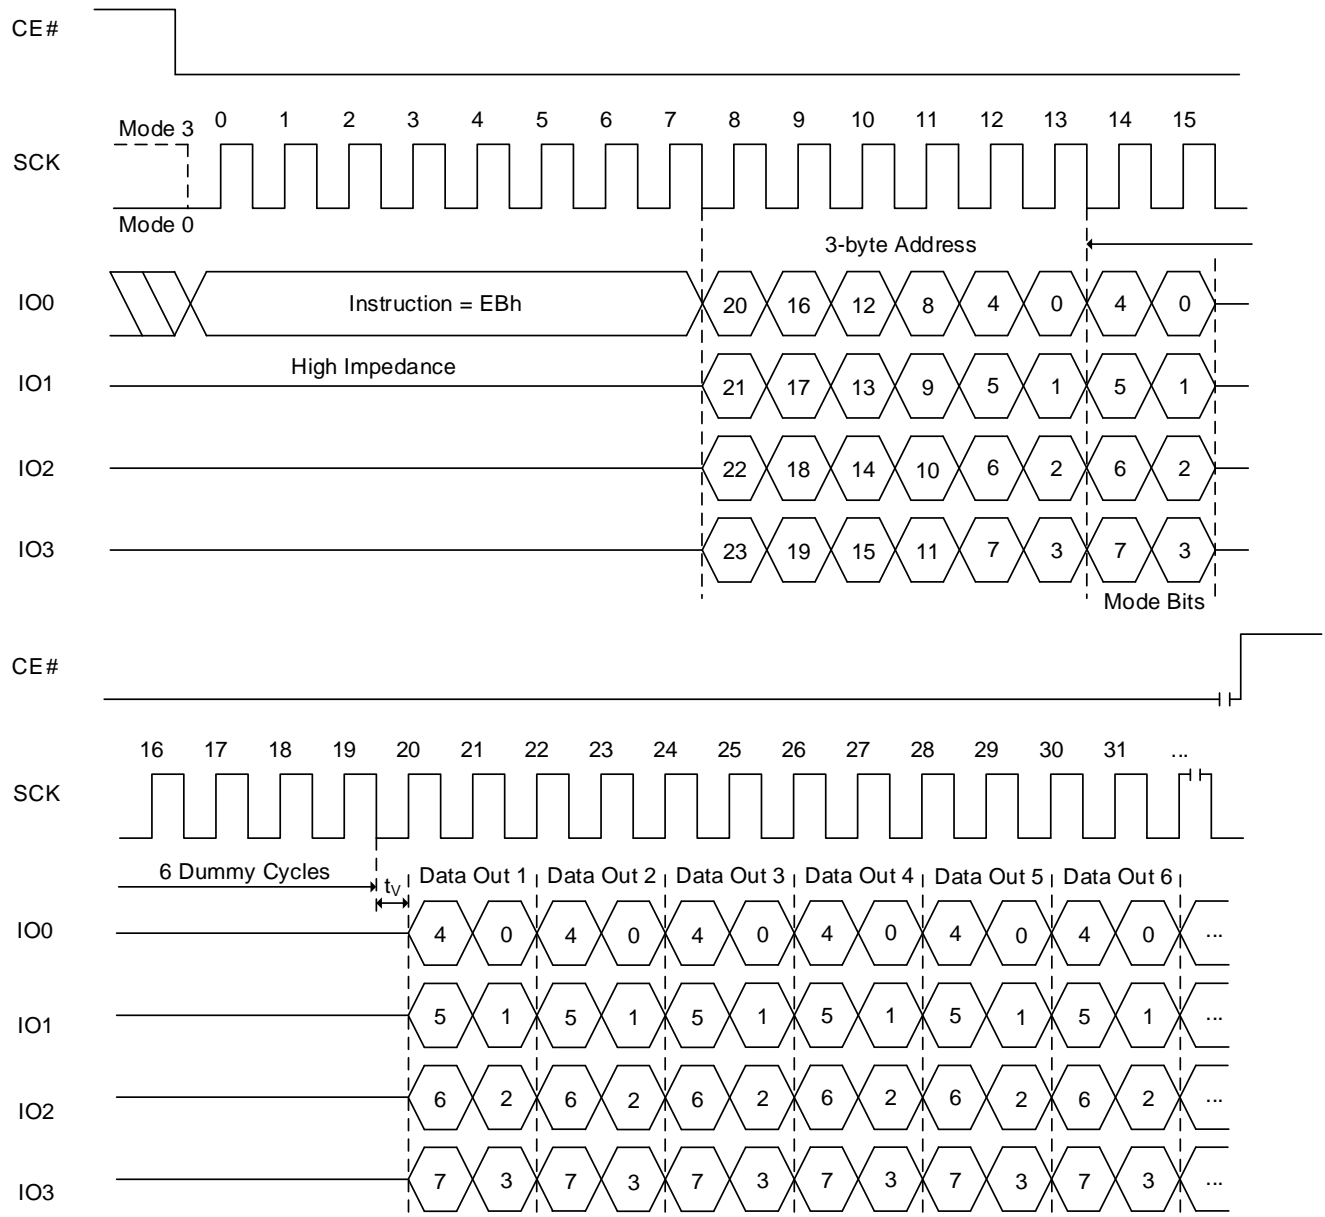 CE#
Mode 3 0 1 2 3 4 5 6 7 8 9 10 11 12 13 14 15
SCK
Mode 0
3-byte Address
IO0 Instruction = EBh 20 16 12 8 4 0 4 0
High Impedance
IO1 21 17 13 9 5 1 5 1
IO2 22 18 14 10 6 2 6 2
IO3 23 19 15 11 7 3 7 3
Mode Bits
CE#
16 17 18 19 20 21 22 23 24 25 26 27 28 29 30 31 ...
SCK
6 Dummy Cycles tV Data Out 1 Data Out 2 Data Out 3 Data Out 4 Data Out 5 Data Out 6
IO0 4 0 4 0 4 0 4 0 4 0 4 0 ...
IO1 5 1 5 1 5 1 5 1 5 1 5 1 ...
IO2 6 2 6 2 6 2 6 2 6 2 6 2 ...
IO3 7 3 7 3 7 3 7 3 7 3 7 3 ...